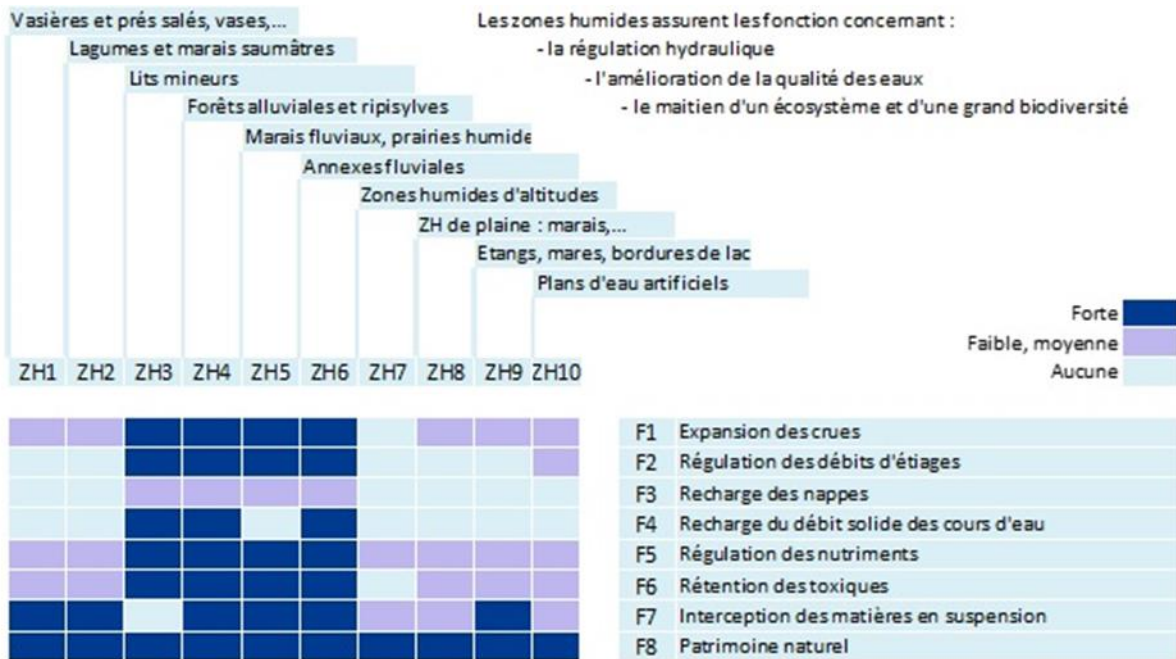 Vasières et prés salés, vases,...
Lagumes et marais saumâtres
Lits mineurs
Forêts alluviales et ripisylves
Marais fluviaux, prairies humide
Annexes fluviales
Zones humides d'altitudes
ZH de plaine : marais,...
Etangs, mares, bordures de lac
Plans d'eau artificiels
Les zones humides assurent les fonction concernant :
- la régulation hydraulique
- l'amélioration de la qualité des eaux
- le maitien d'un écosystème et d'une grand biodiversité
Forte
Faible, moyenne
Aucune
ZH1 ZH2 ZH3 ZH4 ZH5 ZH6 ZH7 ZH8 ZH9 ZH10
F1 Expansion des crues
F2 Régulation des débits d'étiages
F3 Recharge des nappes
F4 Recharge du débit solide des cours d'eau
F5 Régulation des nutriments
F6 Rétention des toxiques
F7 Interception des matières en suspension
F8 Patrimoine naturel